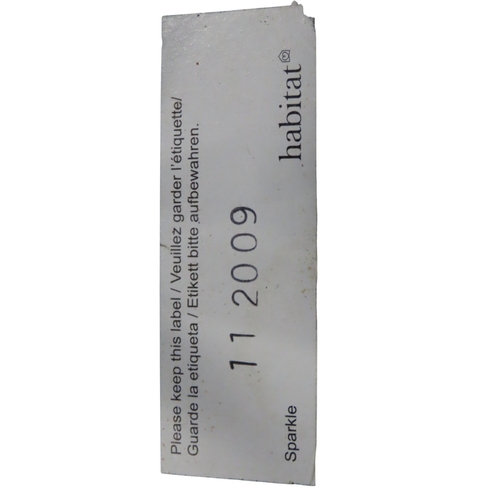 Please keep this label / Veuillez garder l'étiquette/
Guarde la etiqueta / Etikett bitte aufbewahren.
11 2009
Sparkle
habitat